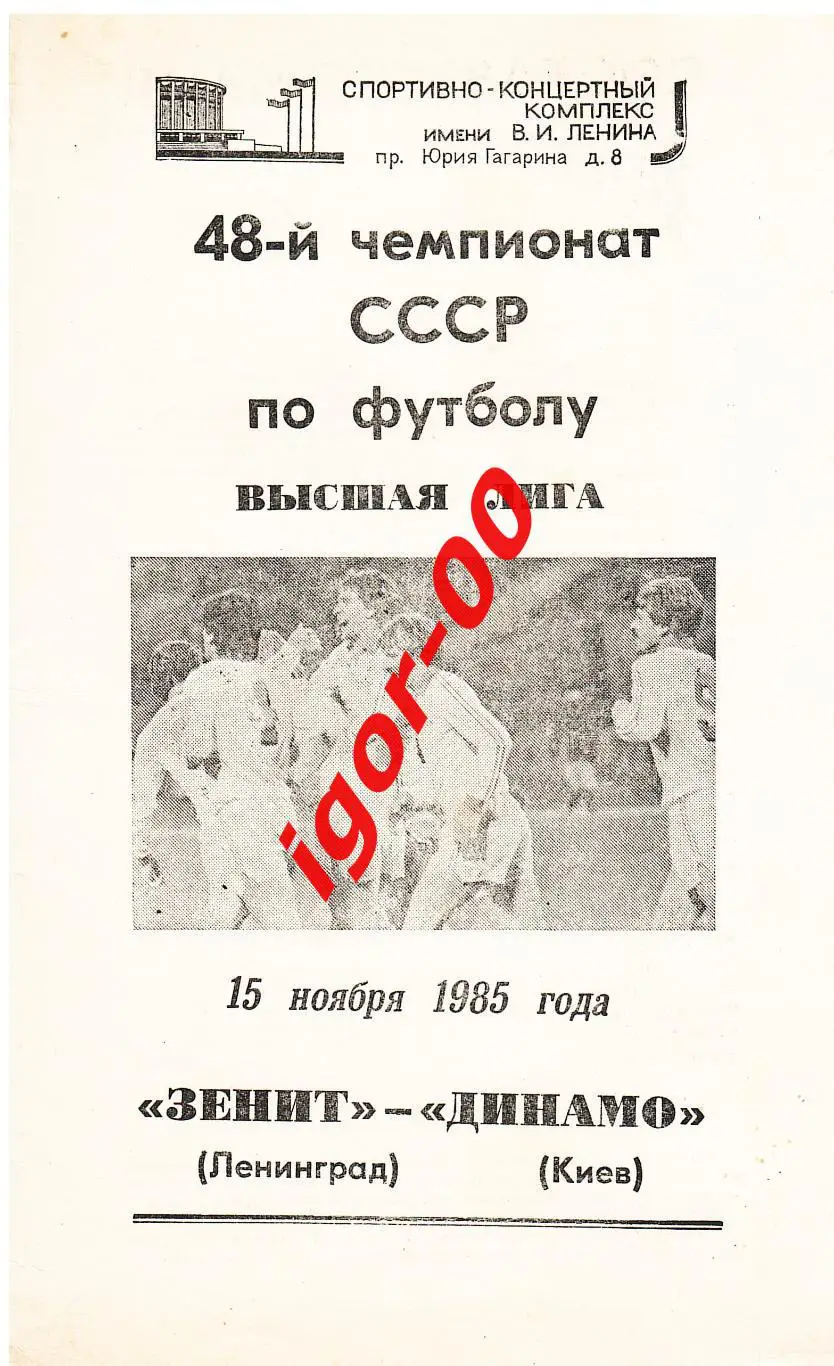 СПОРТИВНО-КОНЦЕРТНЫЙ
КОМПЛЕКС
ИМЕНИ В.И. ЛЕНИНА
пр. Юрия Гагарина д. 8
48-й чемпионат
СССР
по футболу
ВЫСШАЯ ЛИГА
igor-00
15 ноября 1985 года
«ЗЕНИТ» – «ДИНАМО»
(Ленинград) (Киев)